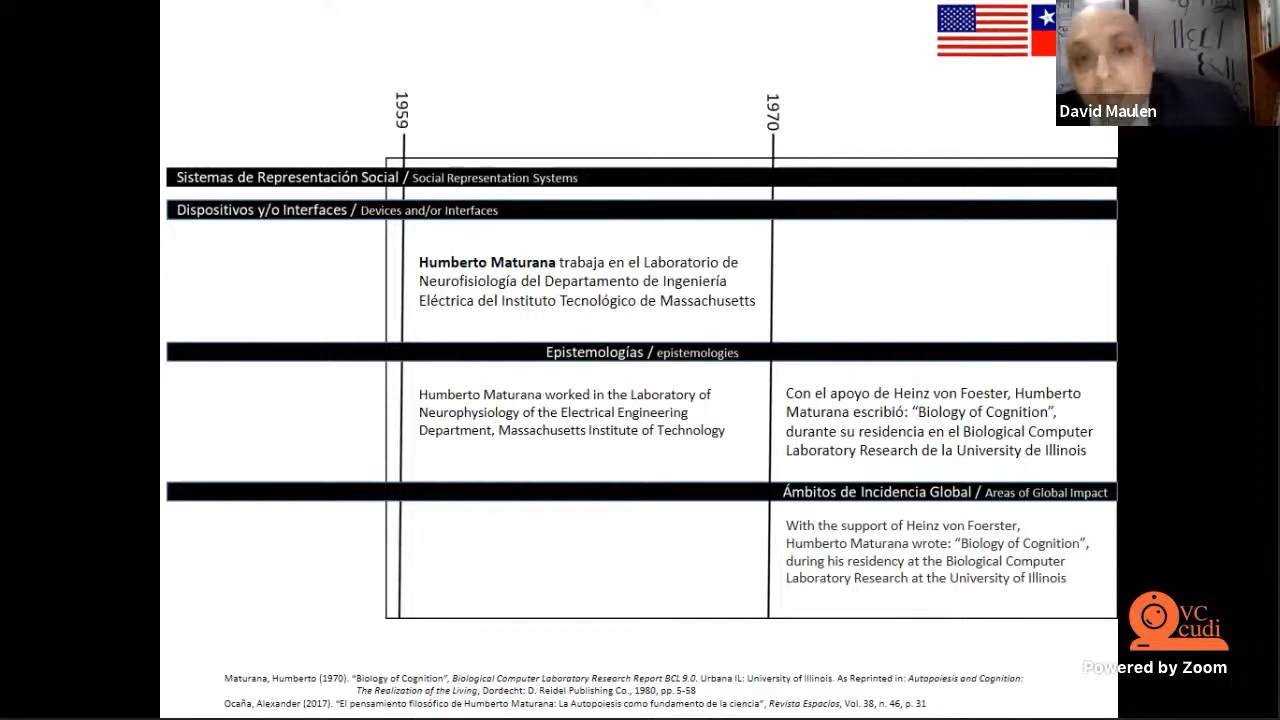 David Maulen
1959
1970
Sistemas de Representación Social / Social Representation Systems
Dispositivos y/o Interfaces / Devices and/or Interfaces
Humberto Maturana trabaja en el Laboratorio de
Neurofisiología del Departamento de Ingeniería
Eléctrica del Instituto Tecnológico de Massachusetts
Epistemologías / epistemologies
Humberto Maturana worked in the Laboratory of
Neurophysiology of the Electrical Engineering
Department, Massachusetts Institute of Technology
Con el apoyo de Heinz von Foester, Humberto
Maturana escribió: “Biology of Cognition”,
durante su residencia en el Biological Computer
Laboratory Research de la University de Illinois
Ámbitos de Incidencia Global / Areas of Global Impact
With the support of Heinz von Foerster,
Humberto Maturana wrote: “Biology of Cognition”,
during his residency at the Biological Computer
Laboratory Research at the University of Illinois
VC
cudi
Powered by Zoom
Maturana, Humberto (1970). “Biology of Cognition”, Biological Computer Laboratory Research Report BCL 9.0. Urbana IL: University of Illinois. As Reprinted in: Autopoiesis and Cognition:
The Realization of the Living, Dordecht: D. Reidel Publishing Co., 1980, pp. 5-58
Ocaña, Alexander (2017). “El pensamiento filosófico de Humberto Maturana: La Autopoiesis como fundamento de la ciencia”, Revista Espacios, Vol. 38, n. 46, p. 31